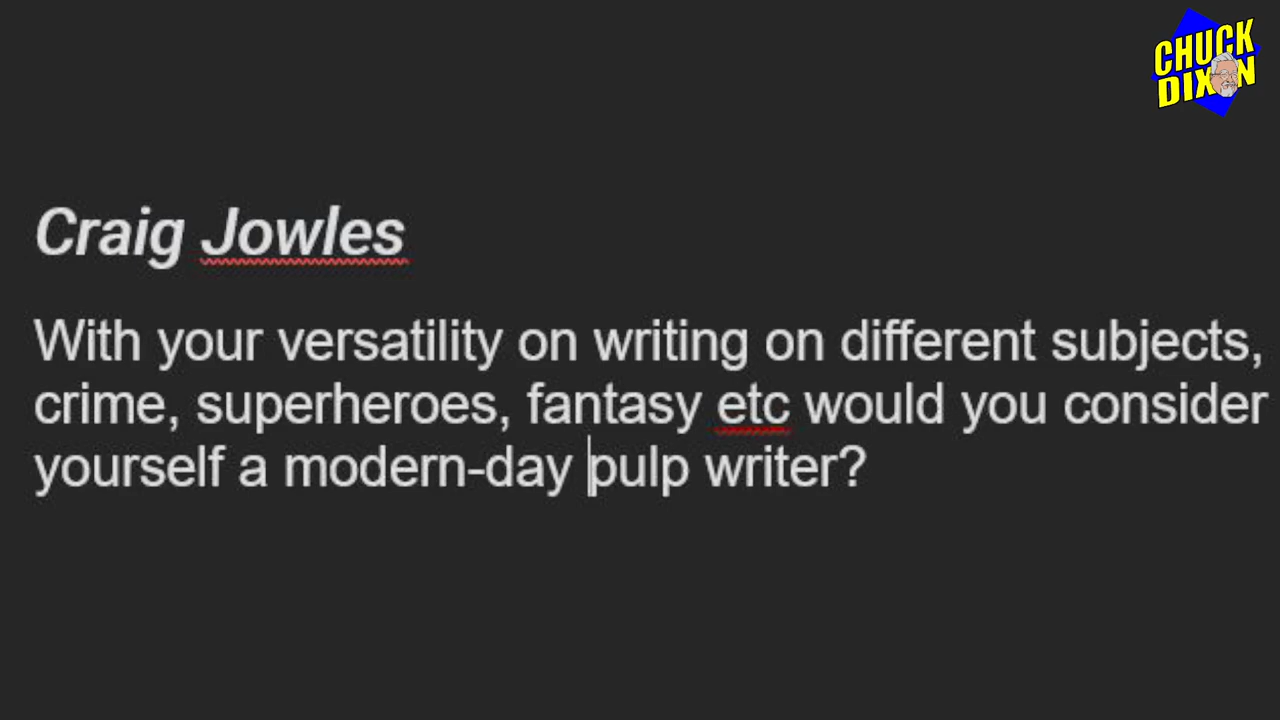 CHUCK
DIXON
Craig Jowles
With your versatility on writing on different subjects,
crime, superheroes, fantasy etc would you consider
yourself a modern-day pulp writer?